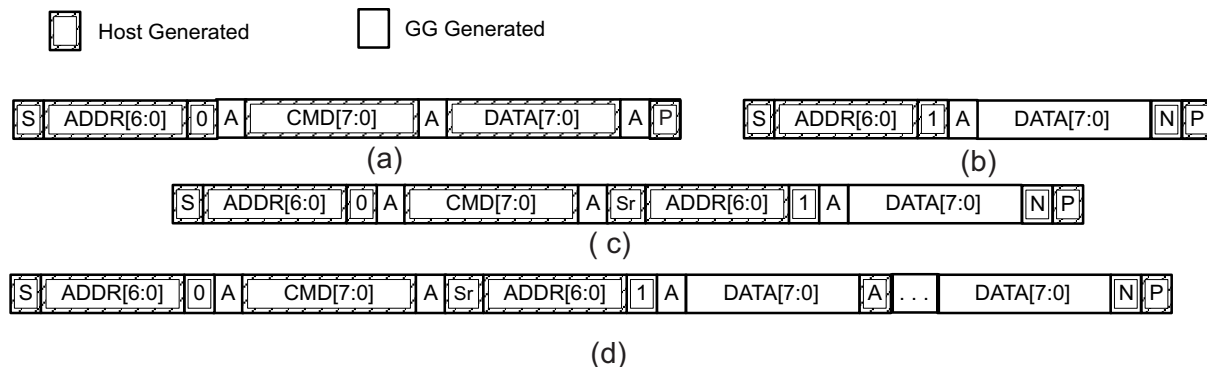 Host Generated GG Generated
S ADDR[6:0] 0 A CMD[7:0] A DATA[7:0] A P S ADDR[6:0] 1 A DATA[7:0] N P
(a) (b)
S ADDR[6:0] 0 A CMD[7:0] A Sr ADDR[6:0] 1 A DATA[7:0] N P
( c)
S ADDR[6:0] 0 A CMD[7:0] A Sr ADDR[6:0] 1 A DATA[7:0] A . . . DATA[7:0] N P
(d)